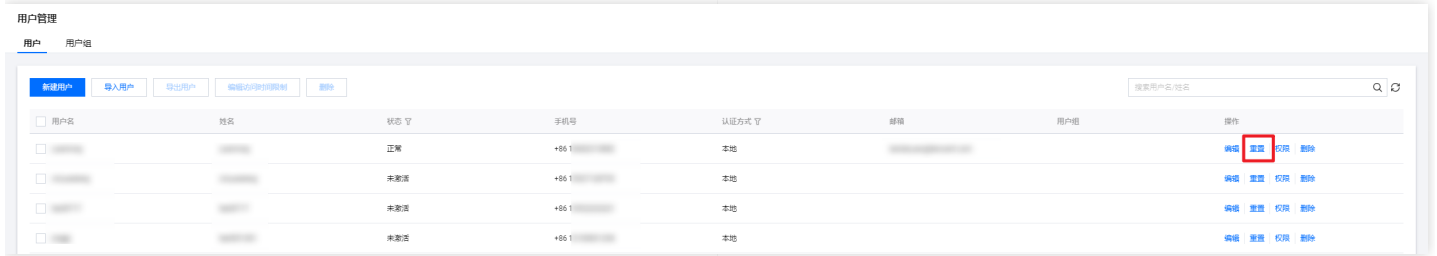 用户管理
用户 用户组
新建用户 导入用户 导出用户 编辑访问时间限制 删除 搜索用户名/姓名
用户名 姓名 状态 手机号 认证方式 邮箱 用户组 操作
正常 +86 1 本地 编辑 重置 权限 删除
未激活 +86 1 本地 编辑 重置 权限 删除
未激活 +86 1 本地 编辑 重置 权限 删除
未激活 +86 1 本地 编辑 重置 权限 删除